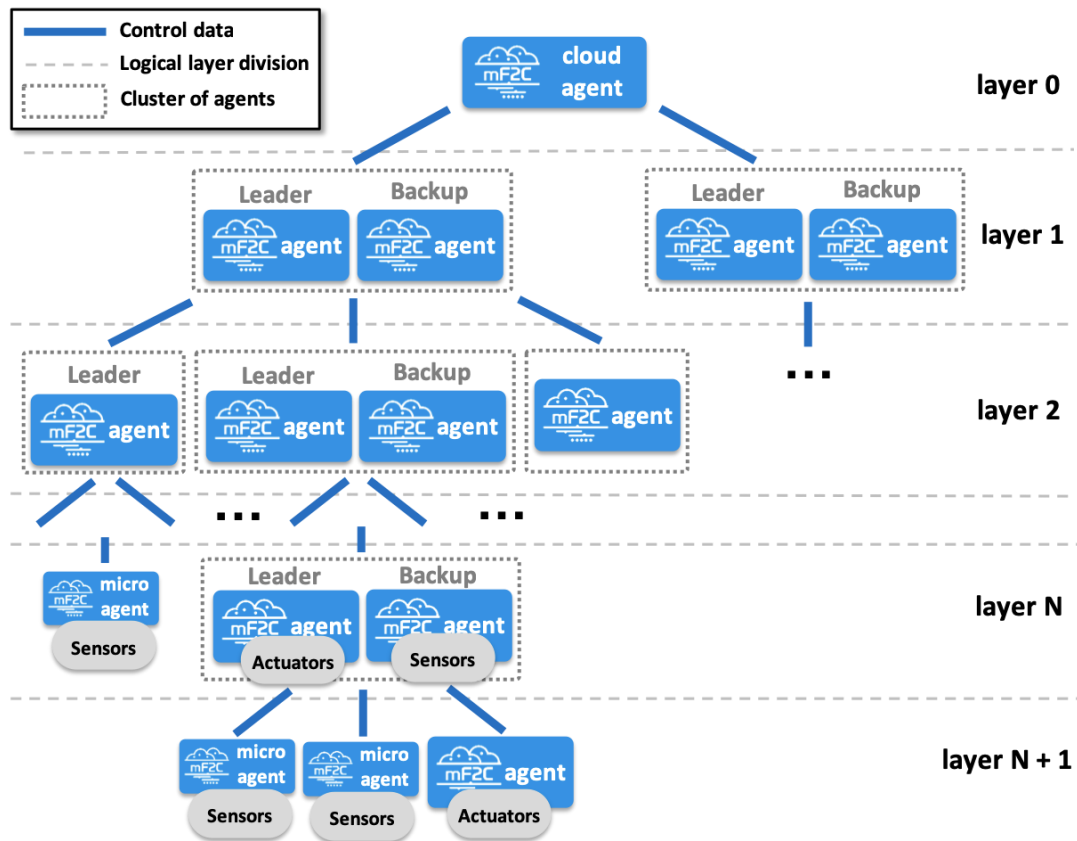 Control data
Logical layer division
Cluster of agents
mF2C
cloud
agent
layer 0
Leader
Backup
Leader
Backup
mF2C agent
mF2C agent
mF2C agent
mF2C agent
layer 1
...
Leader
Leader
Backup
mF2C agent
mF2C agent
mF2C agent
mF2C agent
layer 2
...
...
mF2C
micro
agent
Sensors
Leader
Backup
mF2C agent
mF2C agent
Actuators
Sensors
layer N
mF2C
micro
agent
Sensors
mF2C
micro
agent
Sensors
mF2C agent
Actuators
layer N + 1